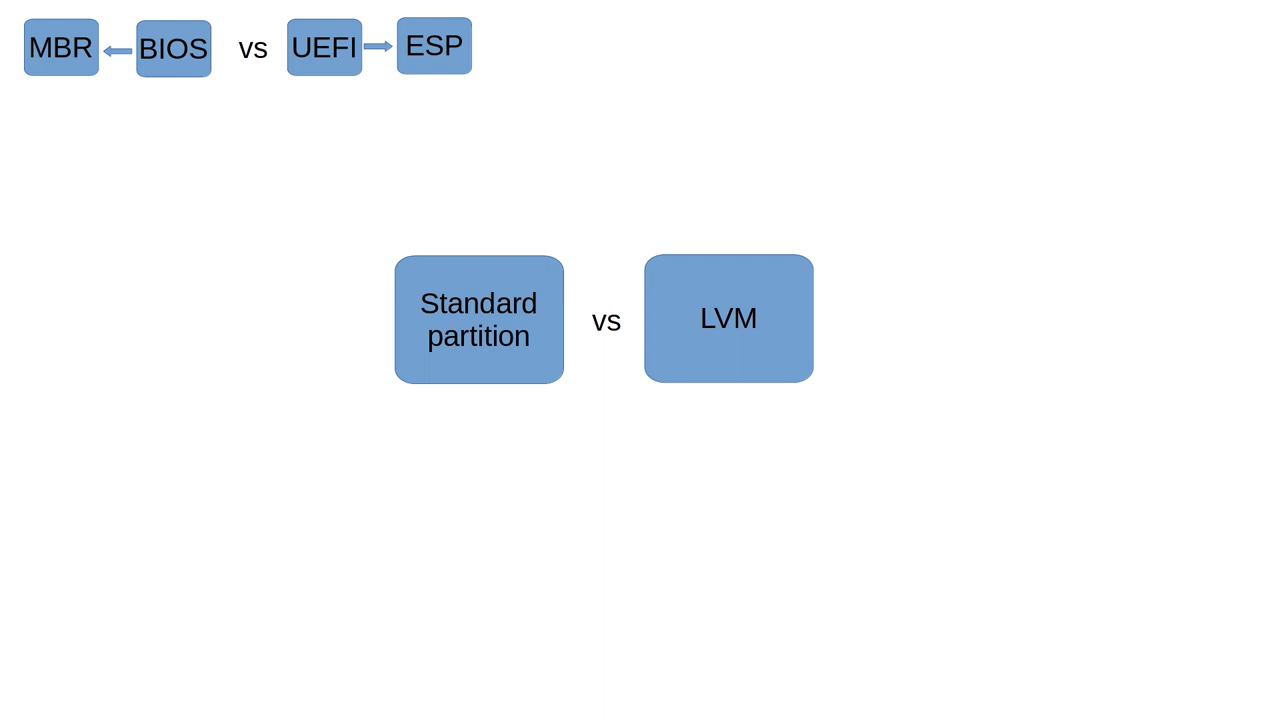 MBR BIOS vs UEFI ESP
Standard
partition
vs
LVM